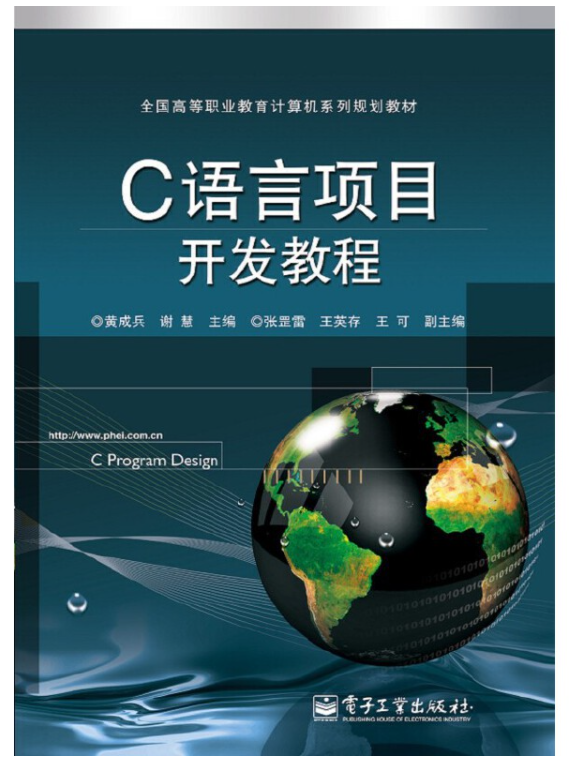 全国高等职业教育计算机系列规划教材
C语言项目
开发教程
◎黄成兵 谢 慧 主编 ◎张罡雷 王英存 王 可 副主编
http://www.phei.com.cn
C Program Design
電子工業出版社·
PUBLISHING HOUSE OF ELECTRONICS INDUSTRY